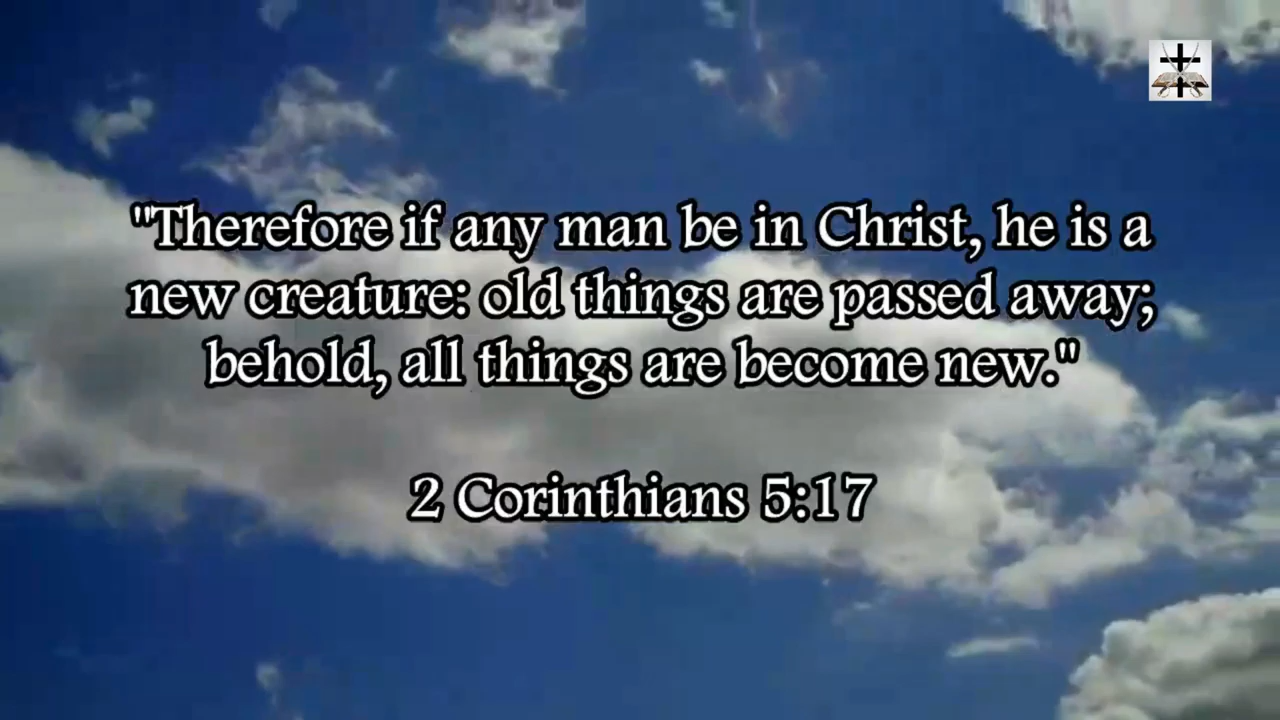 "Therefore if any man be in Christ, he is a
new creature: old things are passed away;
behold, all things are become new."
2 Corinthians 5:17